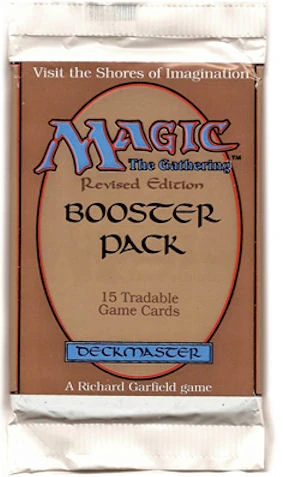 Visit the Shores of Imagination
MAGIC
The Gathering™
Revised Edition
BOOSTER
PACK
15 Tradable
Game Cards
DECKMASTER
A Richard Garfield game